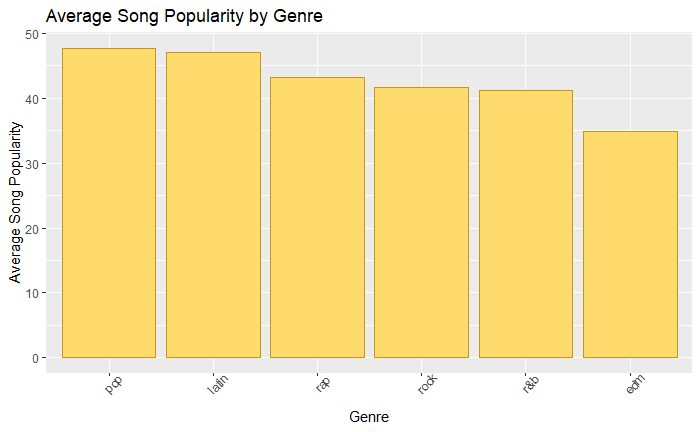 Average Song Popularity by Genre
Average Song Popularity
50
40
30
20
10
0
pop
latin
rap
rock
r&b
edm
Genre